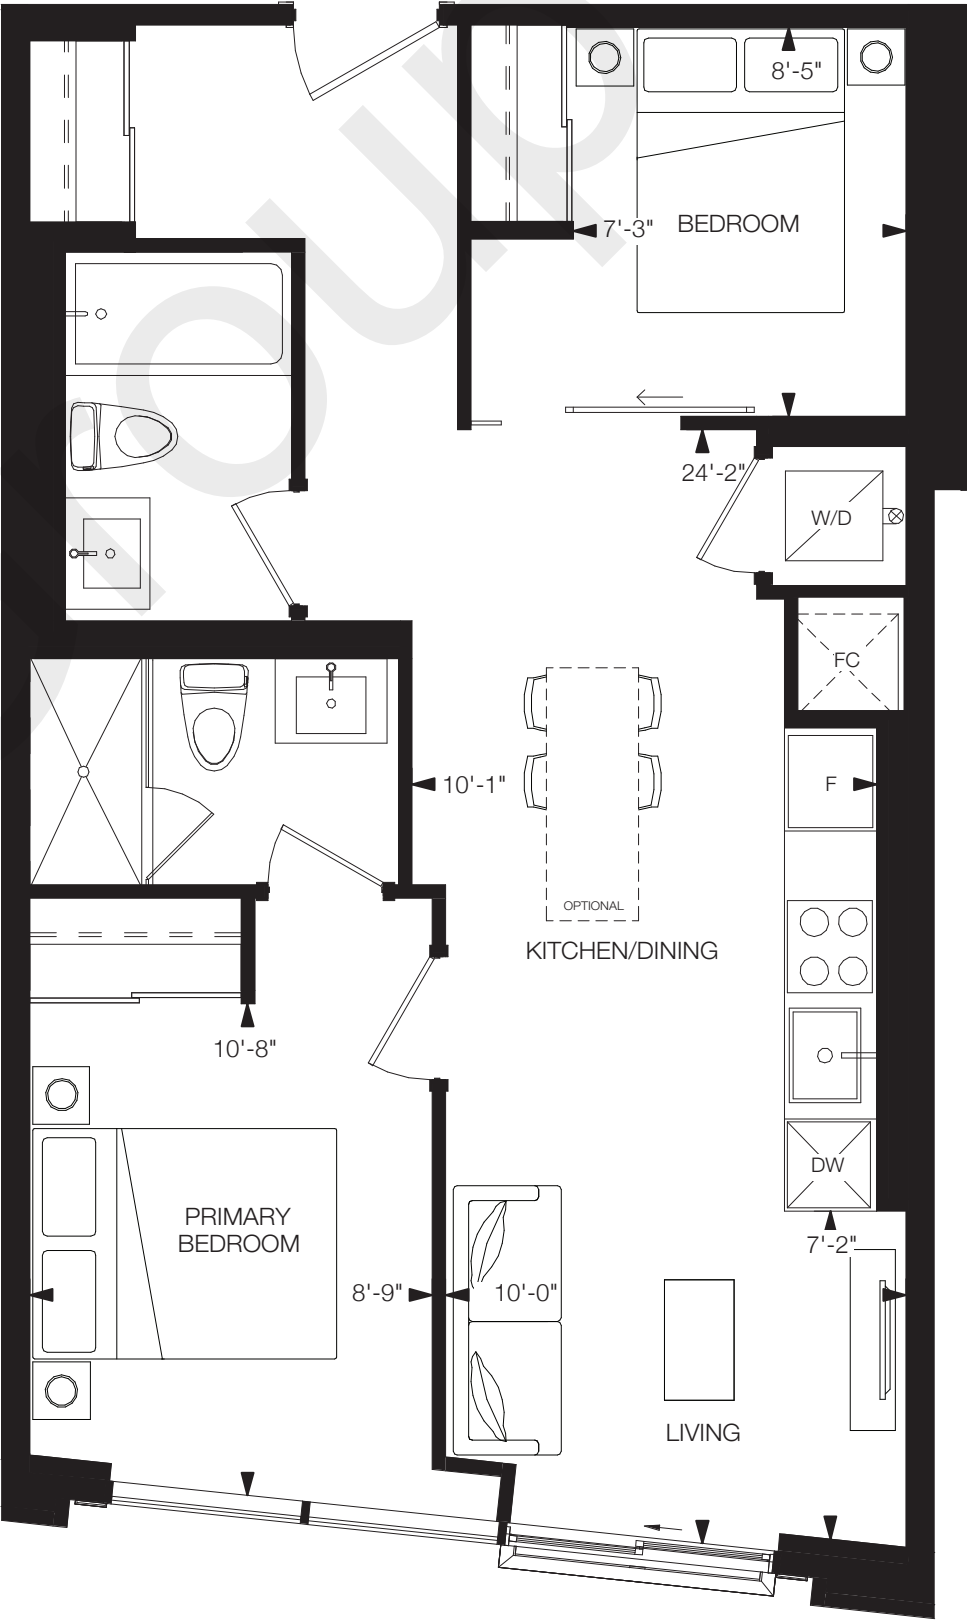 8'-5"
7'-3"
BEDROOM
24'-2"
W/D
FC
10'-1"
F
OPTIONAL
KITCHEN/DINING
10'-8"
DW
PRIMARY
BEDROOM
7'-2"
8'-9"
10'-0"
LIVING
group